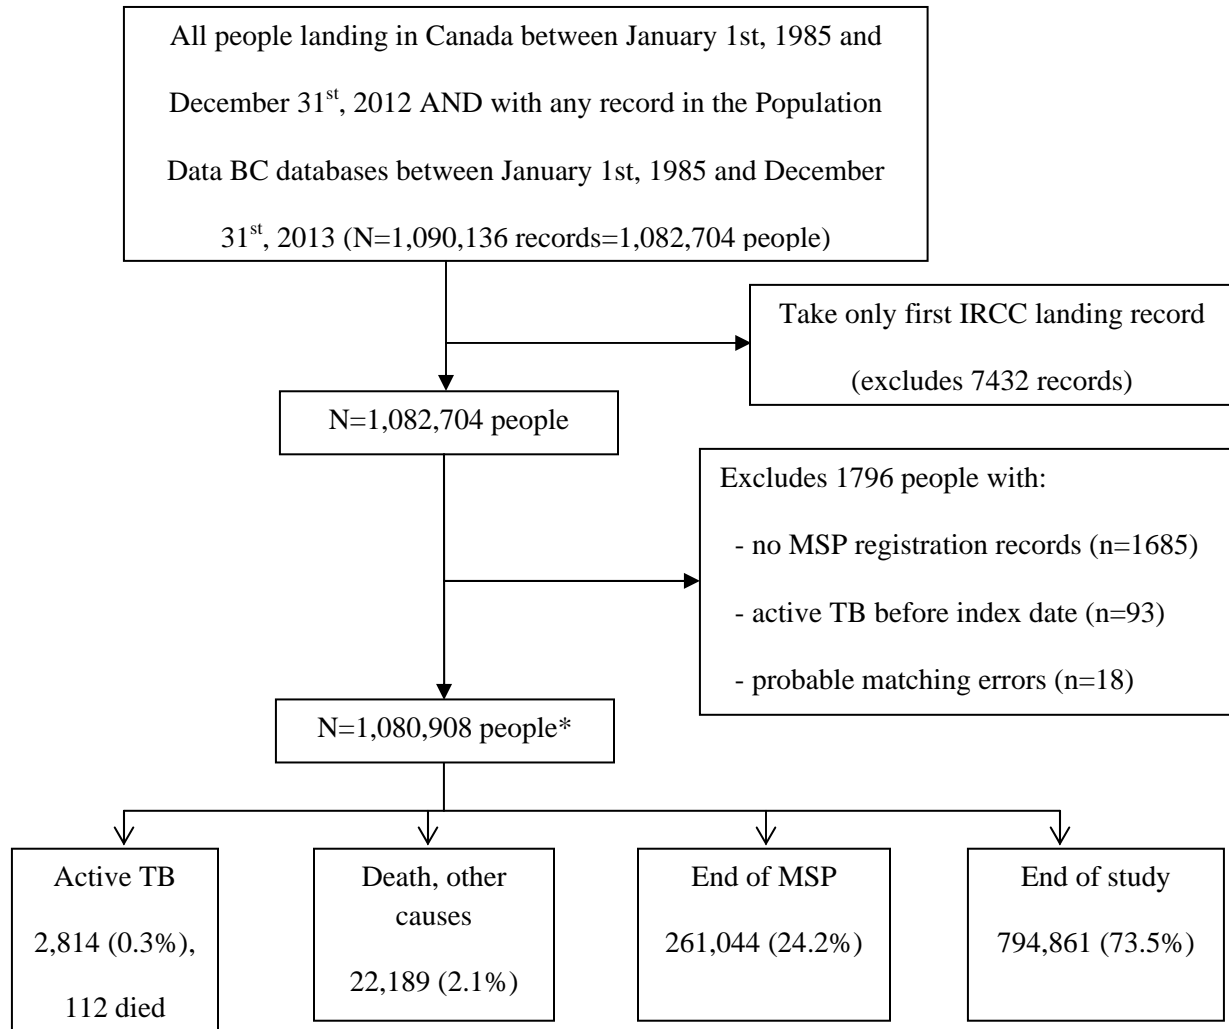 All people landing in Canada between January 1st, 1985 and
December 31st, 2012 AND with any record in the Population
Data BC databases between January 1st, 1985 and December
31st, 2013 (N=1,090,136 records=1,082,704 people)
Take only first IRCC landing record
(excludes 7432 records)
N=1,082,704 people
Excludes 1796 people with:
- no MSP registration records (n=1685)
- active TB before index date (n=93)
- probable matching errors (n=18)
N=1,080,908 people*
Active TB
2,814 (0.3%),
112 died
Death, other
causes
22,189 (2.1%)
End of MSP
261,044 (24.2%)
End of study
794,861 (73.5%)